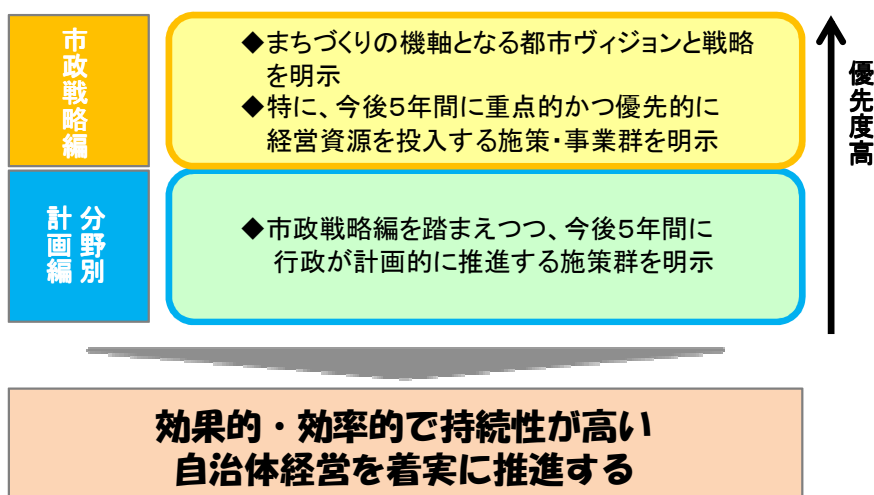 市政戦略編
◆まちづくりの機軸となる都市ヴィジョンと戦略
を明示
◆特に、今後5年間に重点的かつ優先的に
経営資源を投入する施策・事業群を明示
優先度高
分野別
計画編
◆市政戦略編を踏まえつつ、今後5年間に
行政が計画的に推進する施策群を明示
効果的・効率的で持続性が高い
自治体経営を着実に推進する